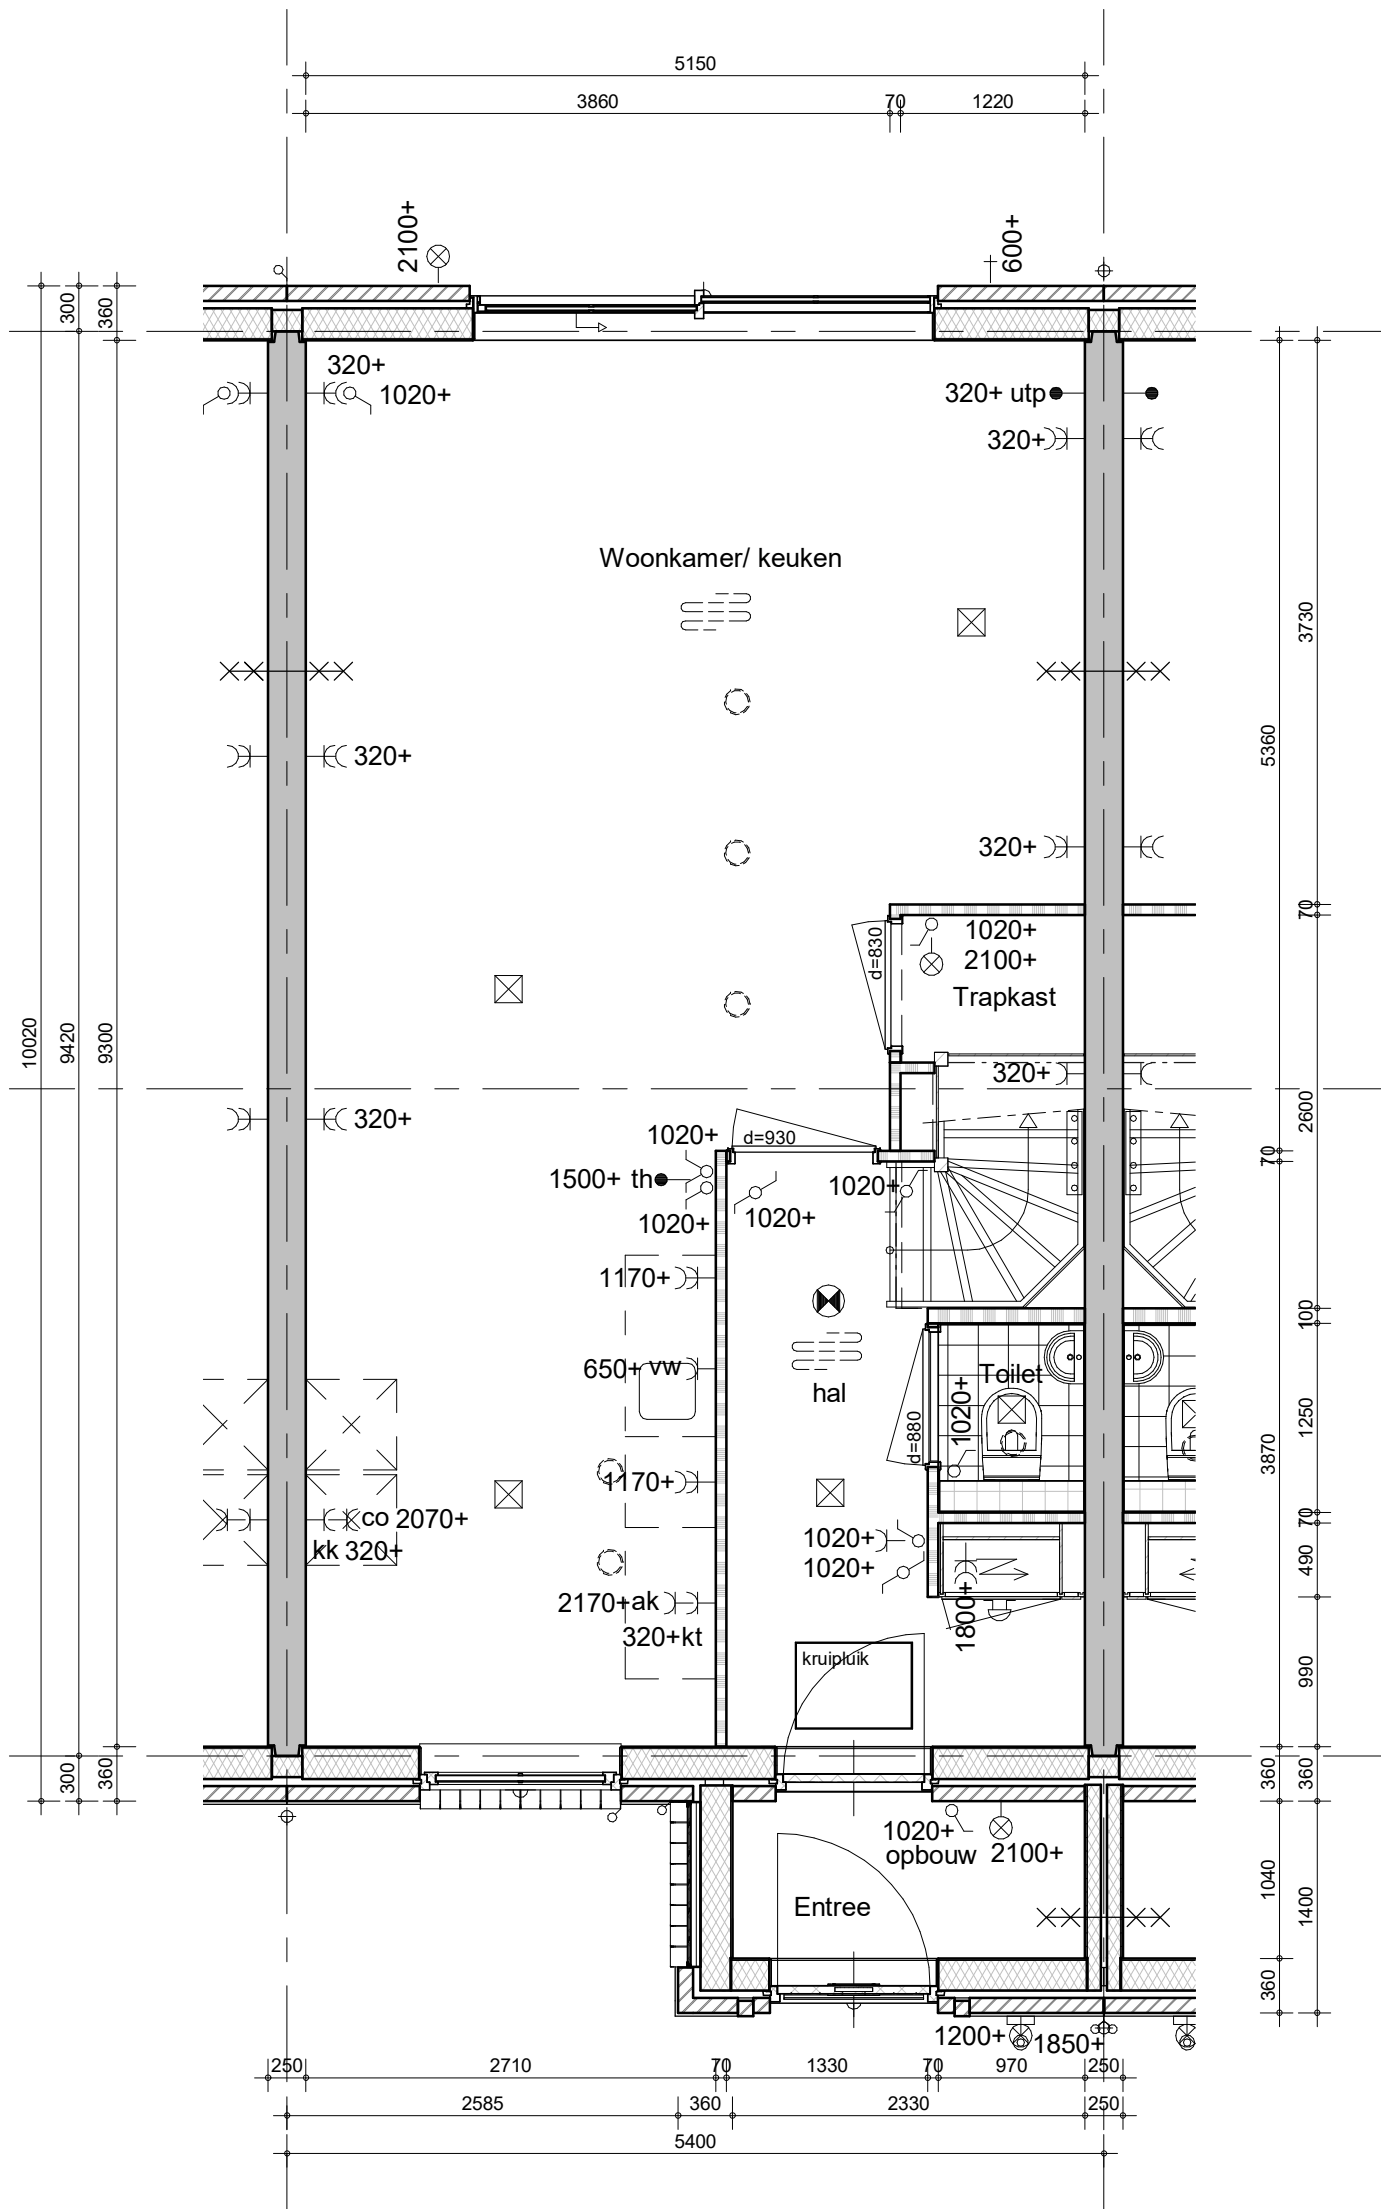 5150
3860 70 1220
2100+
600+
300 360
320+
1020+
320+ utp
320+
Woonkamer/ keuken
3730
320+
5360
320+
70
1020+
2100+
d=830
Trapkast
10020 9420 9300
320+
320+
2600
1020+
d=930
70
1500+ th
1020+
1020+
1020+
1170+
100
650+ vw
Toilet
hal
1020+
1250
d=880
3870
1170+
co 2070+
70
kk 320+
1020+
1020+
490
2170+ak
1800+
320+kt
kruipluik
990
300 360
360 360
1020+
opbouw 2100+
1040
1400
Entree
360
1200+ 1850+
250 2710 70 1330 70 970 250
2585 360 2330 250
5400